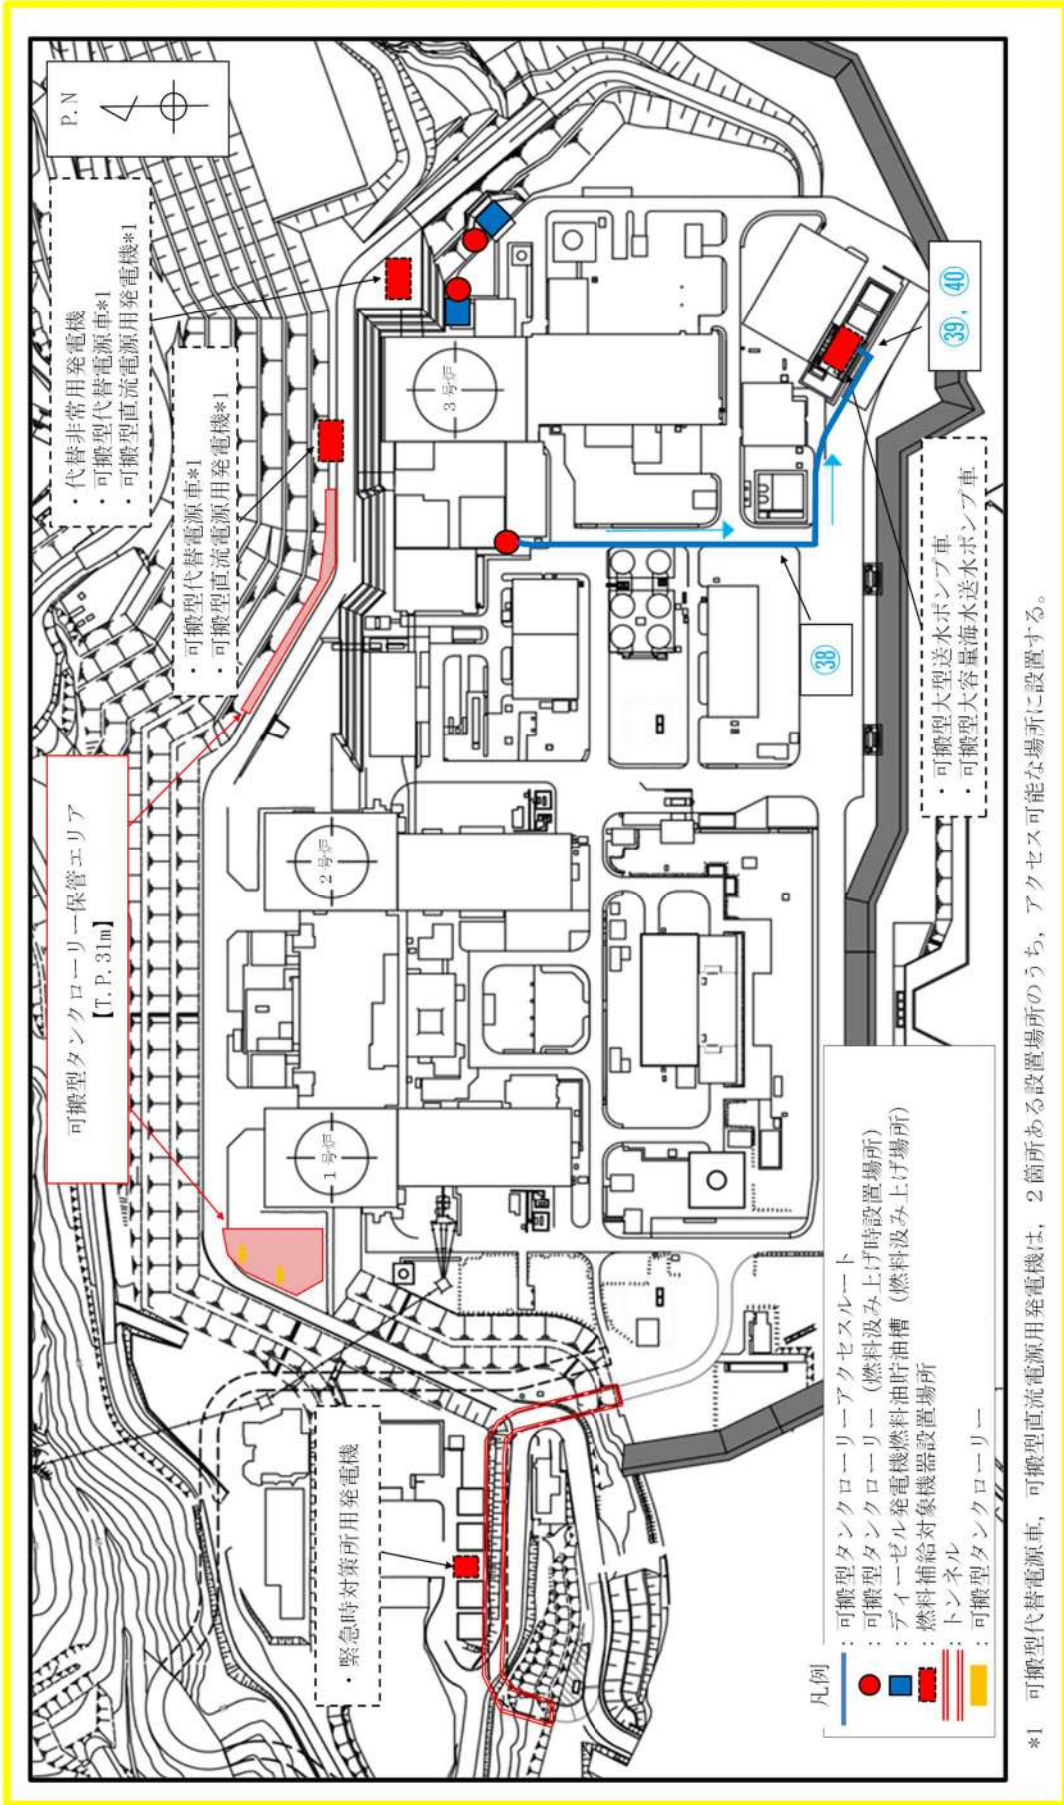 P.N
・代替非常用発電機
・可搬型代替電源車*1
・可搬型直流電源用発電機*1
・可搬型代替電源車*1
・可搬型直流電源用発電機*1
可搬型タンクローリー保管エリア
【T.P.31m】
・緊急時対策所用発電機
1号炉
2号炉
3号炉
㊳
㊴, ㊵
・可搬型大型送水ポンプ車
・可搬型大容量海水送水ポンプ車
凡例
：可搬型タンクローリーアクセスルート
：可搬型タンクローリー（燃料汲み上げ時設置場所）
：ディーゼル発電機燃料油貯油槽（燃料汲み上げ場所）
：燃料補給対象機器設置場所
：トンネル
：可搬型タンクローリー
*1 可搬型代替電源車，可搬型直流電源用発電機は，2箇所ある設置場所のうち，アクセス可能な場所に設置する。